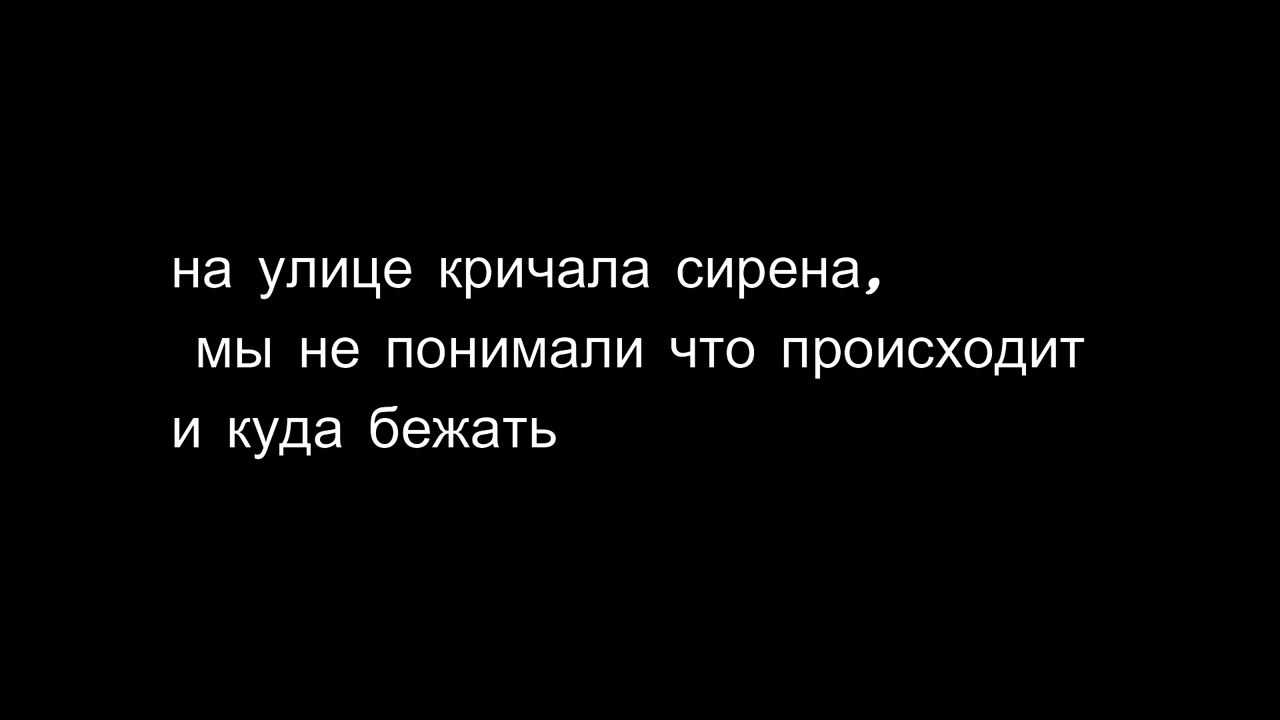 на улице кричала сирена,
мы не понимали что происходит
и куда бежать